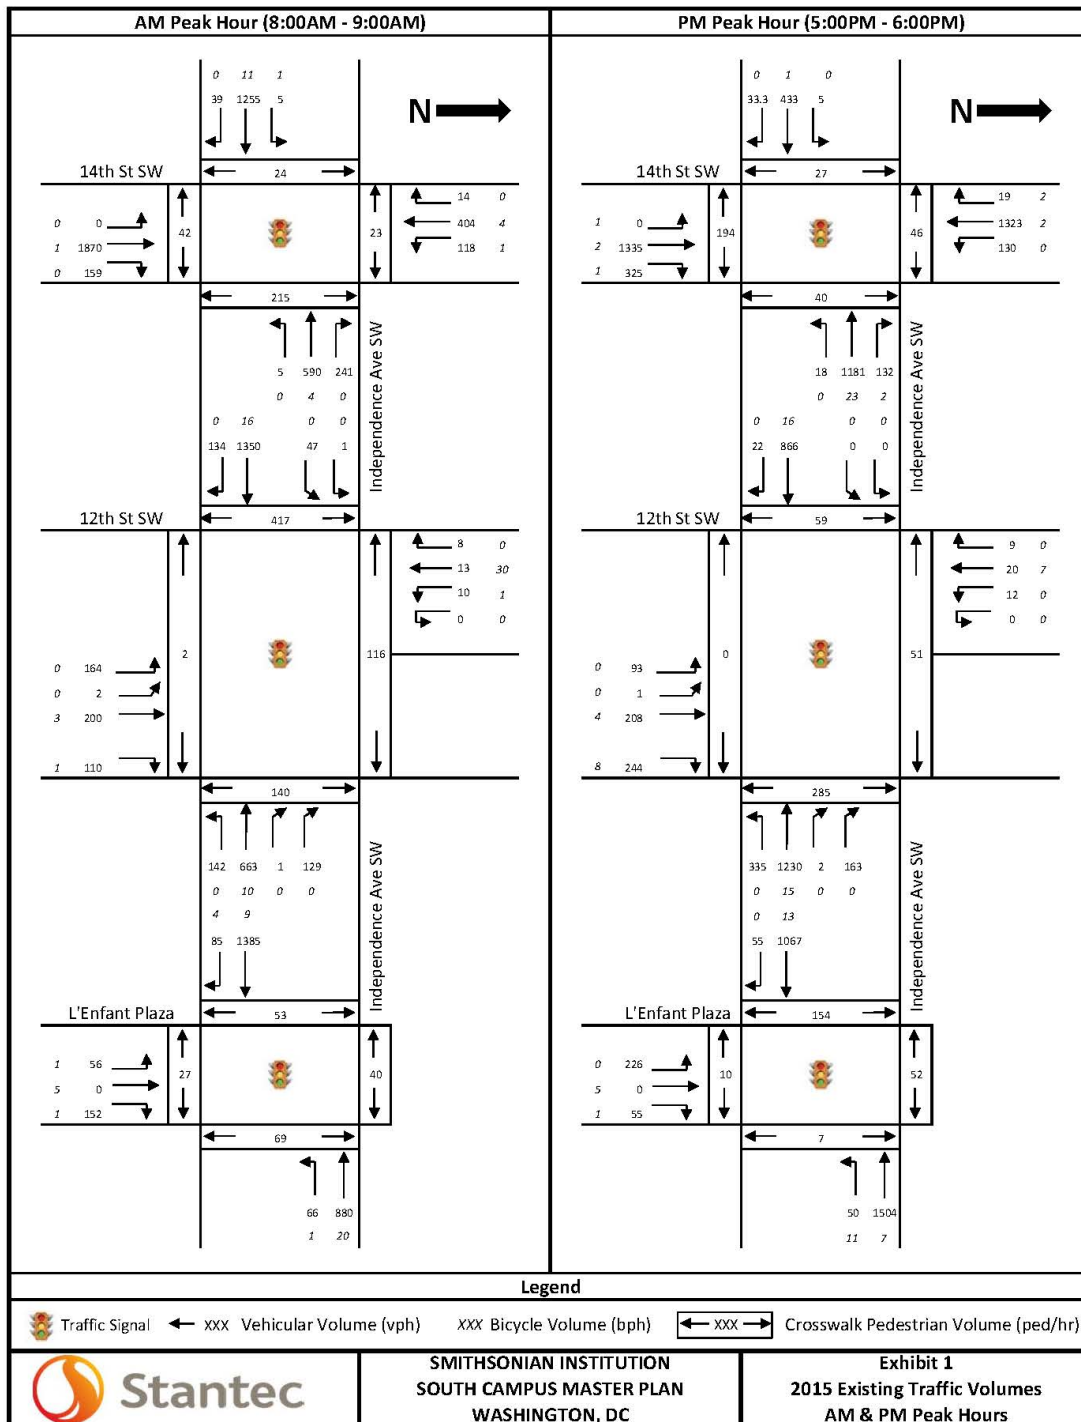 AM Peak Hour (8:00AM - 9:00AM)
0 11 1
39 1255 5
N
14th St SW
24
0 0
1 1870
0 159
42
23
14 0
404 4
118 1
215
5 590 241
0 4 0
0 16 0 0
134 1350 47 1
Independence Ave SW
12th St SW
417
8 0
13 30
10 1
0 0
2
116
0 164
0 2
3 200
1 110
140
142 663 1 129
0 10 0 0
4 9
85 1385
Independence Ave SW
L'Enfant Plaza
53
1 56
5 0
1 152
27
40
69
66 880
1 20
PM Peak Hour (5:00PM - 6:00PM)
0 1 0
33.3 433 5
N
14th St SW
27
1 0
2 1335
1 325
194
46
19 2
1323 2
130 0
40
18 1181 132
0 23 2
0 16 0 0
22 866 0 0
Independence Ave SW
12th St SW
59
9 0
20 7
12 0
0 0
0
51
0 93
0 1
4 208
8 244
285
335 1230 2 163
0 15 0 0
0 13
55 1067
Independence Ave SW
L'Enfant Plaza
154
0 226
5 0
1 55
10
52
7
50 1504
11 7
Legend
Traffic Signal
XXX Vehicular Volume (vph)
XXX Bicycle Volume (bph)
XXX Crosswalk Pedestrian Volume (ped/hr)
Stantec
SMITHSONIAN INSTITUTION
SOUTH CAMPUS MASTER PLAN
WASHINGTON, DC
Exhibit 1
2015 Existing Traffic Volumes
AM & PM Peak Hours